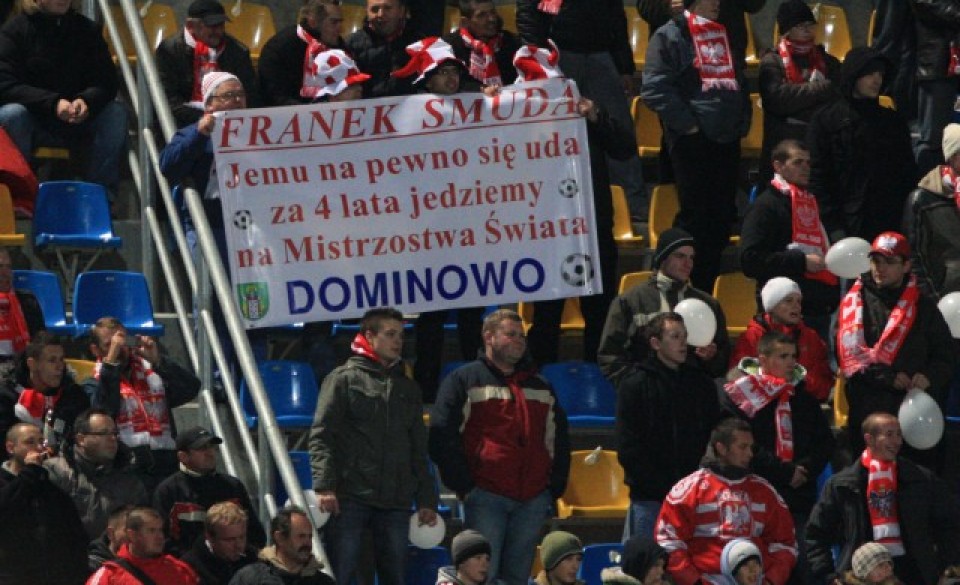 FRANEK SMUDA
Jemu na pewno się uda
za 4 lata jedziemy
na Mistrzostwa Świata
DOMINOWO